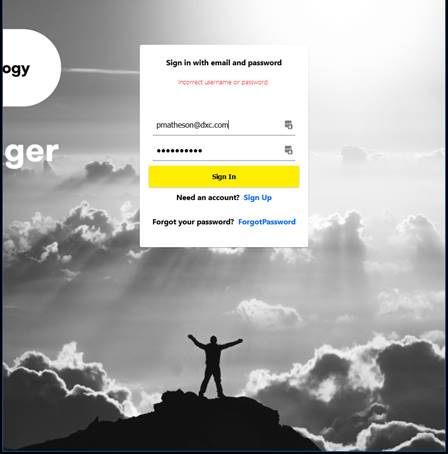 ogy
ger
Sign in with email and password
Incorrect username or password.
pmatheson@dxc.com
••••••••••
Sign In
Need an account? Sign Up
Forgot your password? ForgotPassword